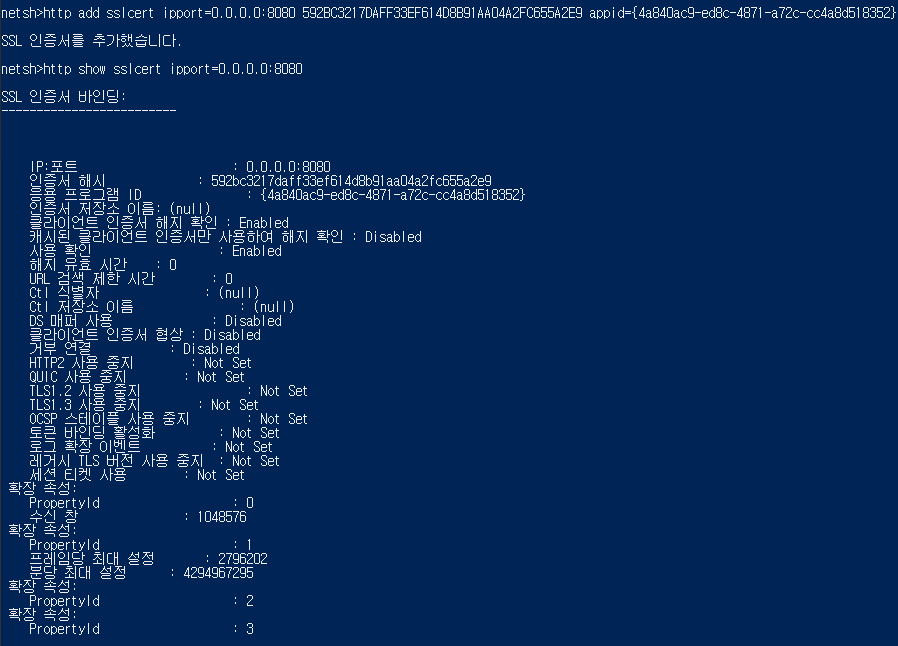 netsh>http add sslcert ipport=0.0.0.0:8080 592BC3217DAFF33EF614D8B91AA04A2FC655A2E9 appid={4a840ac9-ed8c-4871-a72c-cc4a8d518352}
SSL 인증서를 추가했습니다.
netsh>http show sslcert ipport=0.0.0.0:8080
SSL 인증서 바인딩:
-------------------------
IP:포트 : 0.0.0.0:8080
인증서 해시 : 592bc3217daff33ef614d8b91aa04a2fc655a2e9
응용 프로그램 ID : {4a840ac9-ed8c-4871-a72c-cc4a8d518352}
인증서 저장소 이름: (null)
클라이언트 인증서 해지 확인 : Enabled
캐시된 클라이언트 인증서만 사용하여 해지 확인 : Disabled
사용 확인 : Enabled
해지 유효 시간 : 0
URL 검색 제한 시간 : 0
Ctl 식별자 : (null)
Ctl 저장소 이름 : (null)
DS 매퍼 사용 : Disabled
클라이언트 인증서 협상 : Disabled
거부 연결 : Disabled
HTTP2 사용 중지 : Not Set
QUIC 사용 중지 : Not Set
TLS1.2 사용 중지 : Not Set
TLS1.3 사용 중지 : Not Set
OCSP 스테이플 사용 중지 : Not Set
토큰 바인딩 활성화 : Not Set
로그 확장 이벤트 : Not Set
레거시 TLS 버전 사용 중지 : Not Set
세션 티켓 사용 : Not Set
확장 속성:
PropertyId : 0
수신 창 : 1048576
확장 속성:
PropertyId : 1
프레임당 최대 설정 : 2796202
분당 최대 설정 : 4294967295
확장 속성:
PropertyId : 2
확장 속성:
PropertyId : 3